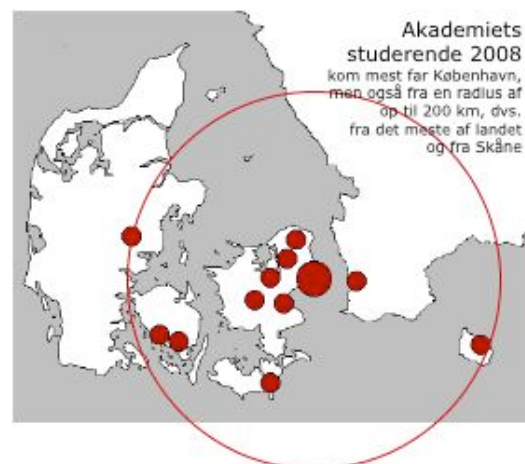 Akademiets
studerende 2008
kom mest far København,
men også fra en radius af
op til 200 km, dvs.
fra det meste af landet
og fra Skåne